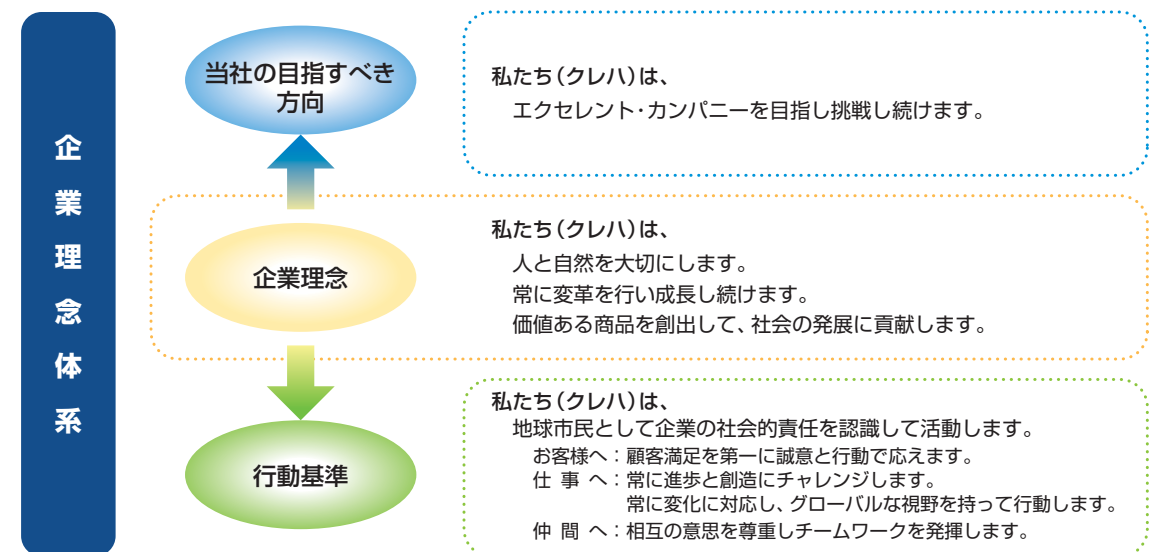 企業理念体系
当社の目指すべき
方向
私たち(クレハ)は、
エクセレント・カンパニーを目指し挑戦し続けます。
企業理念
私たち(クレハ)は、
人と自然を大切にします。
常に変革を行い成長し続けます。
価値ある商品を創出して、社会の発展に貢献します。
行動基準
私たち(クレハ)は、
地球市民として企業の社会的責任を認識して活動します。
お客様へ:顧客満足を第一に誠意と行動で応えます。
仕 事 へ:常に進歩と創造にチャレンジします。
常に変化に対応し、グローバルな視野を持って行動します。
仲 間 へ:相互の意思を尊重しチームワークを発揮します。